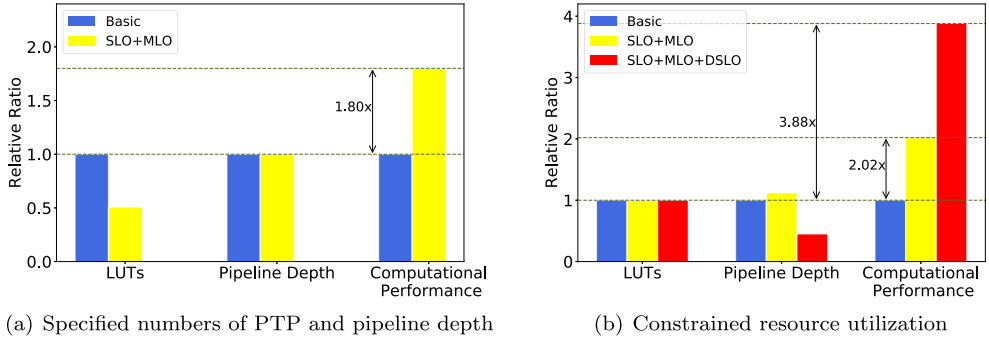 Basic
SLO+MLO
Relative Ratio
2.0
1.5
1.0
0.5
0.0
1.80x
LUTs
Pipeline Depth
Computational
Performance
(a) Specified numbers of PTP and pipeline depth
Basic
SLO+MLO
SLO+MLO+DSLO
Relative Ratio
4
3
2
1
0
3.88x
2.02x
LUTs
Pipeline Depth
Computational
Performance
(b) Constrained resource utilization